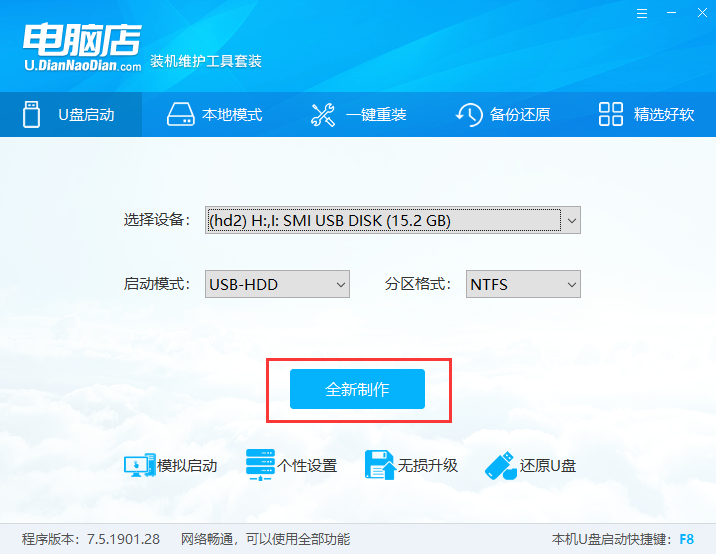 电脑店
U.DianNaoDian.com 装机维护工具套装
U盘启动 本地模式 一键重装 备份还原 精选好软
选择设备： (hd2) H:,I: SMI USB DISK (15.2 GB)
启动模式： USB-HDD 分区格式： NTFS
全新制作
模拟启动 个性设置 无损升级 还原U盘
程序版本： 7.5.1901.28 网络畅通，可以使用全部功能 本机U盘启动快捷键： F8